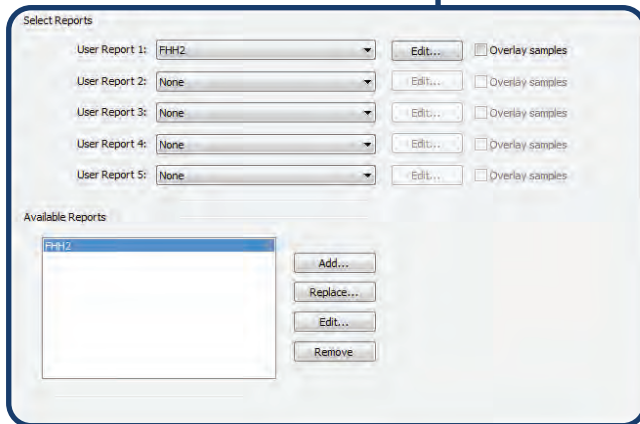 Select Reports
User Report 1: FHH2 Edit... Overlay samples
User Report 2: None Edit... Overlay samples
User Report 3: None Edit... Overlay samples
User Report 4: None Edit... Overlay samples
User Report 5: None Edit... Overlay samples
Available Reports
FHH2
Add...
Replace...
Edit...
Remove